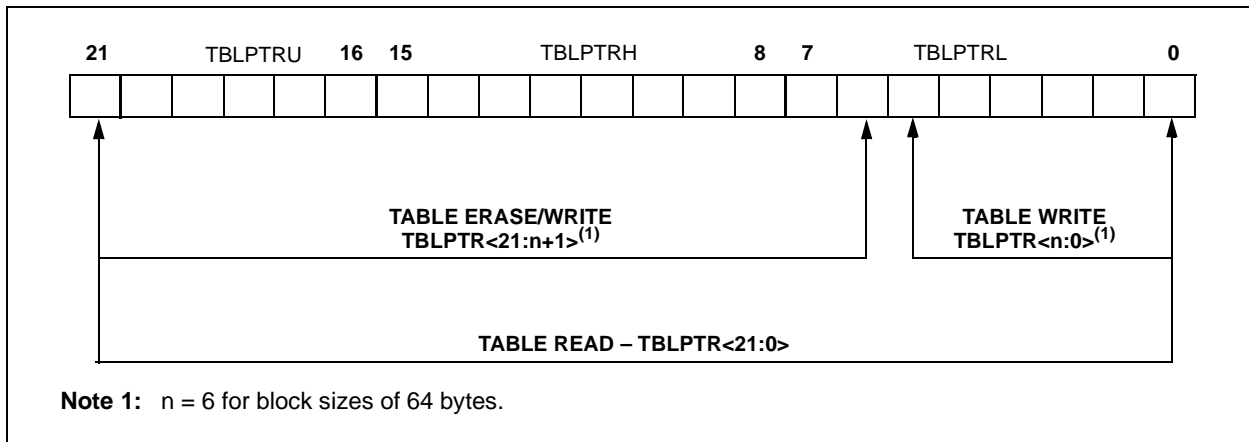 21 TBLPTRU 16 15 TBLPTRH 8 7 TBLPTRL 0
TABLE ERASE/WRITE
TBLPTR<21:n+1>(1)
TABLE WRITE
TBLPTR<n:0>(1)
TABLE READ – TBLPTR<21:0>
Note 1: n = 6 for block sizes of 64 bytes.